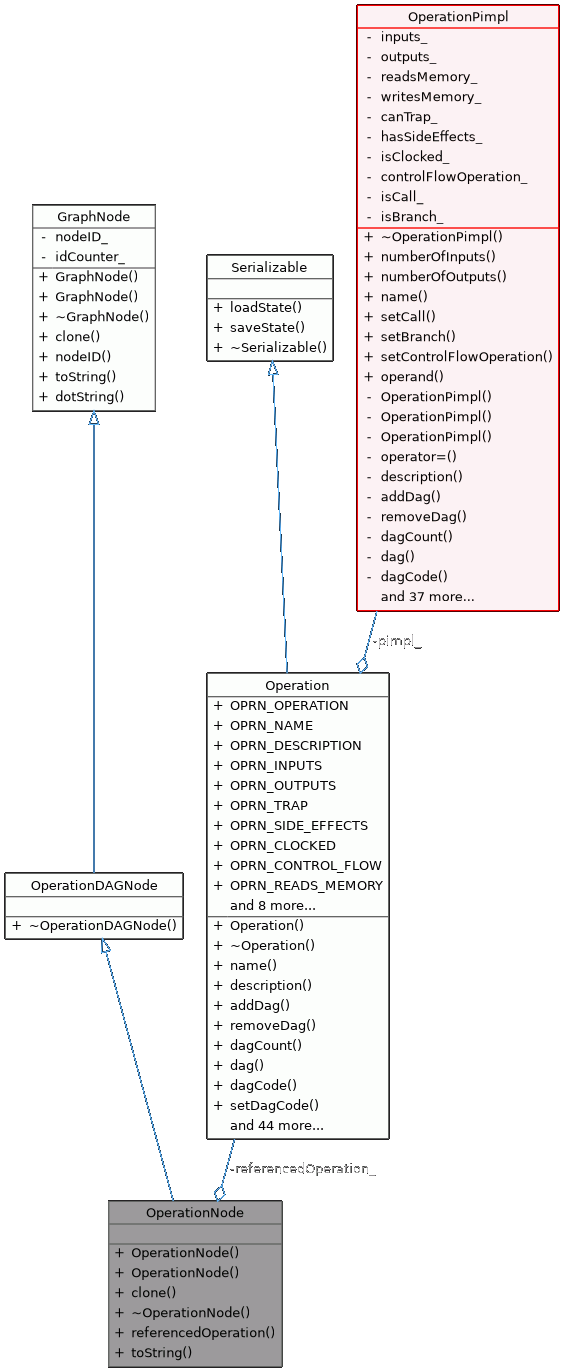 OperationPimpl
- inputs_
- outputs_
- readsMemory_
- writesMemory_
- canTrap_
- hasSideEffects_
- isClocked_
- controlFlowOperation_
- isCall_
- isBranch_
+ ~OperationPimpl()
+ numberOfInputs()
+ numberOfOutputs()
+ name()
+ setCall()
+ setBranch()
+ setControlFlowOperation()
+ operand()
- OperationPimpl()
- OperationPimpl()
- OperationPimpl()
- operator=()
- description()
- addDag()
- removeDag()
- dagCount()
- dag()
- dagCode()
and 37 more...
GraphNode
- nodeID_
- idCounter_
+ GraphNode()
+ GraphNode()
+ ~GraphNode()
+ clone()
+ nodeID()
+ toString()
+ dotString()
Serializable
+ loadState()
+ saveState()
+ ~Serializable()
-pimpl_
Operation
+ OPRN_OPERATION
+ OPRN_NAME
+ OPRN_DESCRIPTION
+ OPRN_INPUTS
+ OPRN_OUTPUTS
+ OPRN_TRAP
+ OPRN_SIDE_EFFECTS
+ OPRN_CLOCKED
+ OPRN_CONTROL_FLOW
+ OPRN_READS_MEMORY
and 8 more...
+ Operation()
+ ~Operation()
+ name()
+ description()
+ addDag()
+ removeDag()
+ dagCount()
+ dag()
+ dagCode()
+ setDagCode()
and 44 more...
OperationDAGNode
+ ~OperationDAGNode()
-referencedOperation_
OperationNode
+ OperationNode()
+ OperationNode()
+ clone()
+ ~OperationNode()
+ referencedOperation()
+ toString()